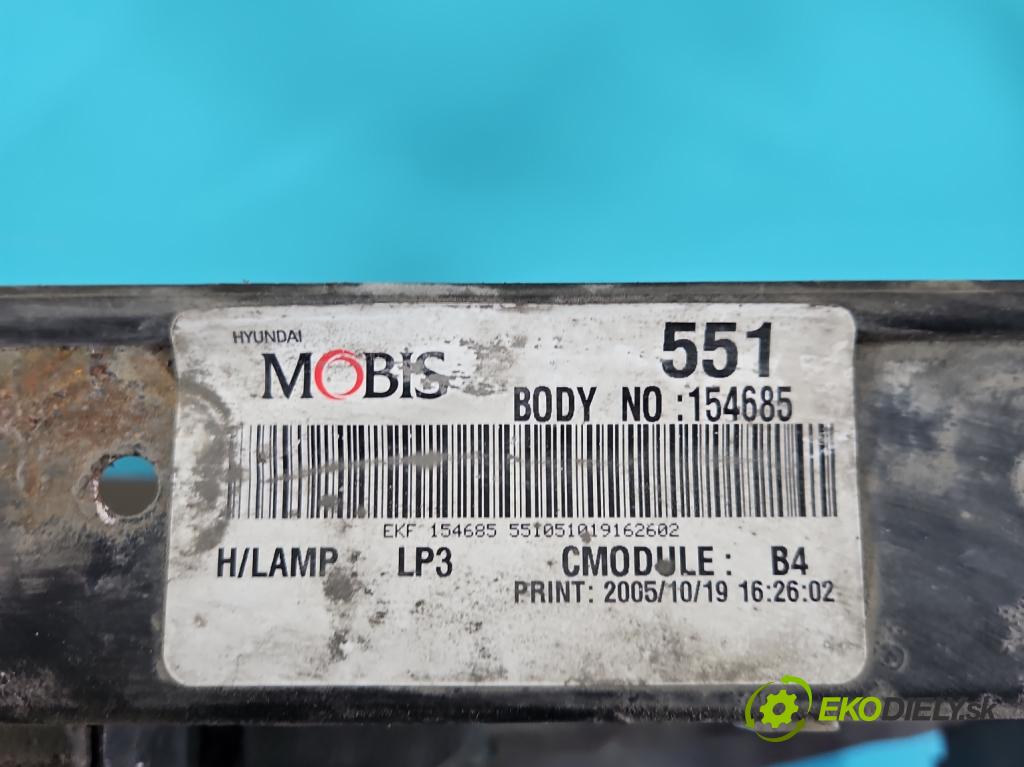 HYUNDAI
MOBIS
551
BODY NO :154685
EKF 154685 551051019162602
H/LAMP LP3 CMODULE : B4
PRINT: 2005/10/19 16:26:02
EKODIELY.SK